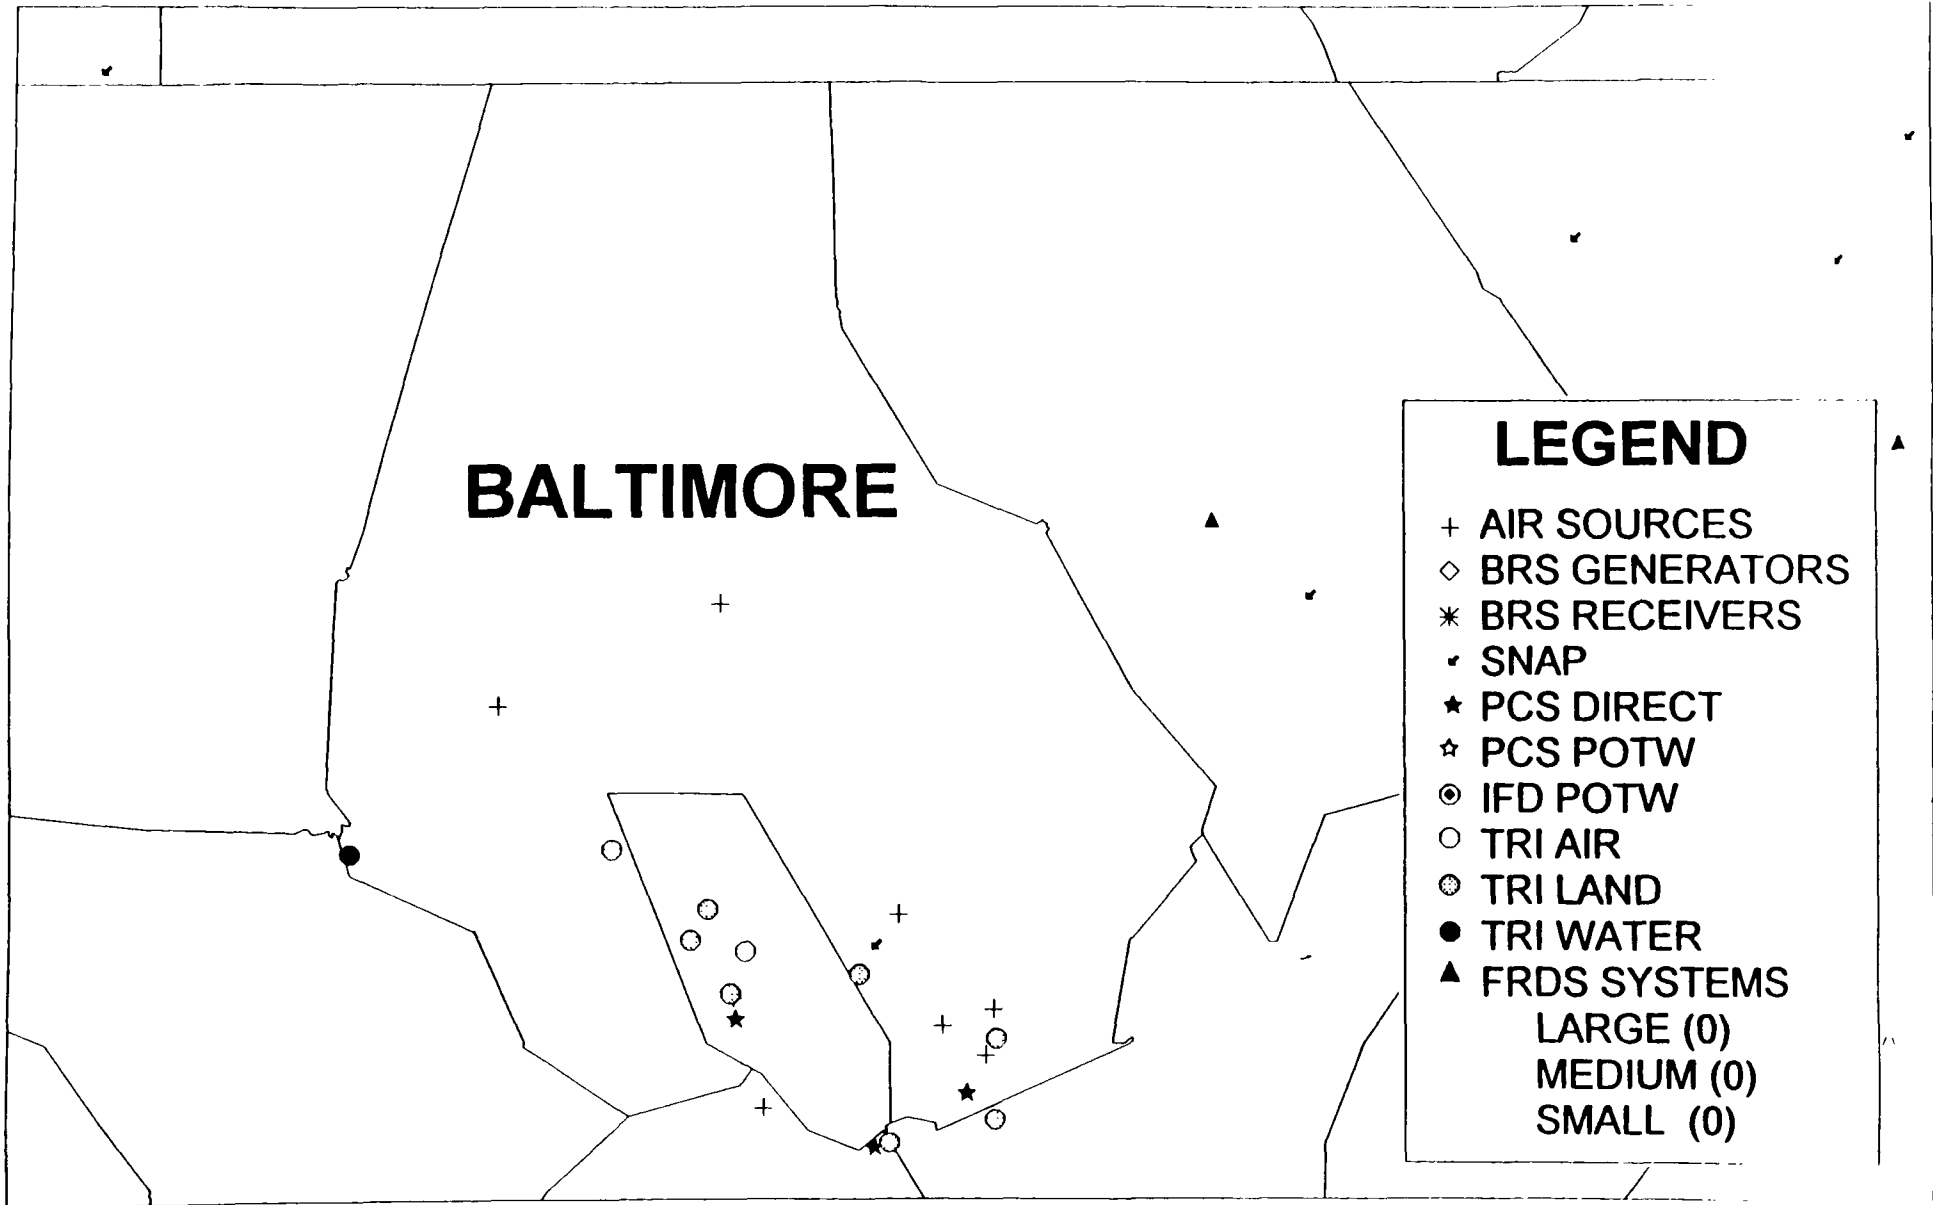 BALTIMORE
LEGEND
AIR SOURCES
BRS GENERATORS
BRS RECEIVERS
SNAP
PCS DIRECT
PCS POTW
IFD POTW
TRI AIR
TRI LAND
TRI WATER
FRDS SYSTEMS
LARGE (0)
MEDIUM (0)
SMALL (0)